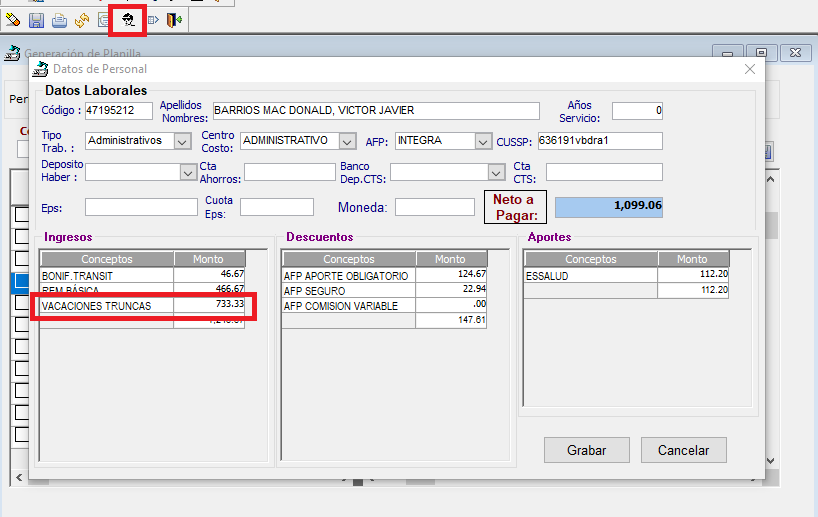 Generación de Planilla
Datos de Personal
Per
C
Datos Laborales
Código : 47195212 Apellidos Nombres: BARRIOS MAC DONALD, VICTOR JAVIER Años Servicio: 0
Tipo Trab. : Administrativos Centro Costo: ADMINISTRATIVO AFP: INTEGRA CUSSP: 636191vbdra1
Deposito Haber : Cta Ahorros: Banco Dep.CTS: Cta CTS:
Eps: Cuota Eps: Moneda: Neto a Pagar: 1,099.06
Ingresos
Conceptos Monto
BONIF.TRANSIT 46.67
REM.BÁSICA 466.67
VACACIONES TRUNCAS 733.33
Descuentos
Conceptos Monto
AFP APORTE OBLIGATORIO 124.67
AFP SEGURO 22.94
AFP COMISION VARIABLE .00
147.61
Aportes
Conceptos Monto
ESSALUD 112.20
112.20
Grabar Cancelar